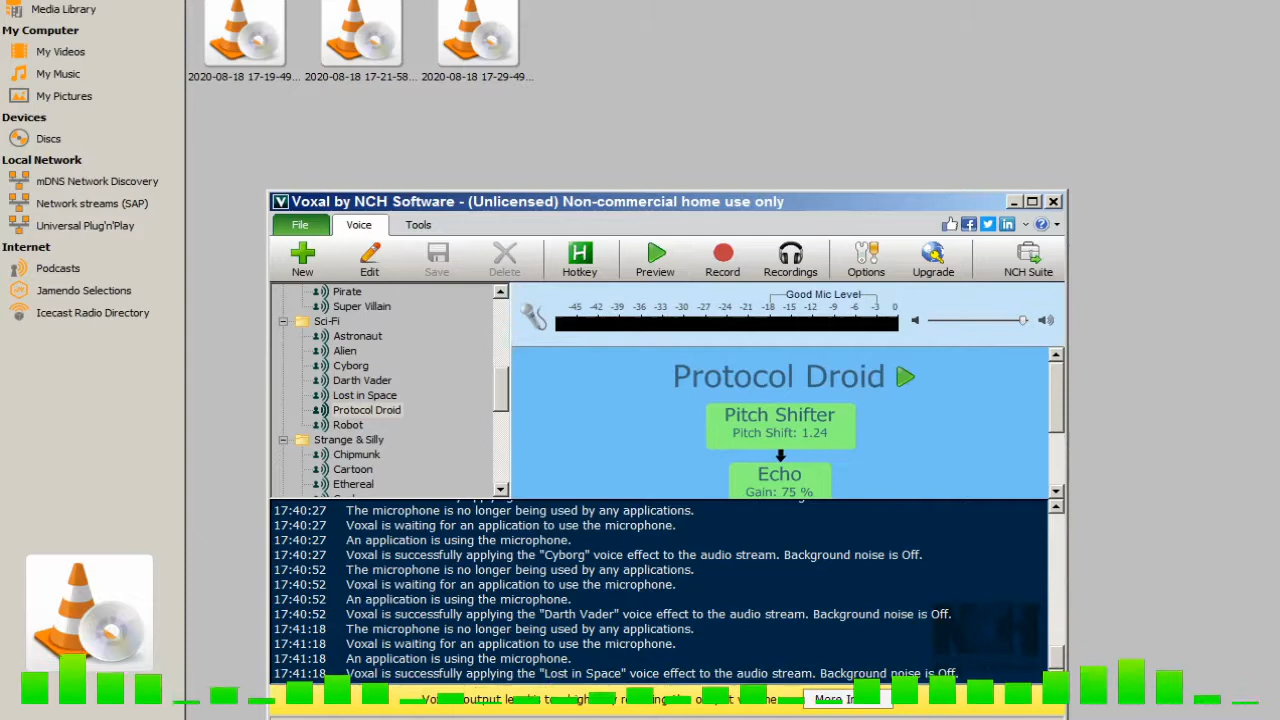 Media Library
My Computer
My Videos
My Music
My Pictures
Devices
Discs
Local Network
mDNS Network Discovery
Network streams (SAP)
Universal Plug'n'Play
Internet
Podcasts
Jamendo Selections
Icecast Radio Directory
2020-08-18 17-19-49... 2020-08-18 17-21-58... 2020-08-18 17-29-49...
Voxal by NCH Software - (Unlicensed) Non-commercial home use only
File Voice Tools
New Edit Save Delete Hotkey Preview Record Recordings Options Upgrade NCH Suite
Pirate
Super Villain
Sci-Fi
Astronaut
Alien
Cyborg
Darth Vader
Lost in Space
Protocol Droid
Robot
Strange & Silly
Chipmunk
Cartoon
Ethereal
Good Mic Level
-45 -42 -39 -36 -33 -30 -27 -24 -21 -18 -15 -12 -9 -6 -3 0
Protocol Droid
Pitch Shifter
Pitch Shift: 1.24
Echo
Gain: 75 %
17:40:27 The microphone is no longer being used by any applications.
17:40:27 Voxal is waiting for an application to use the microphone.
17:40:27 An application is using the microphone.
17:40:27 Voxal is successfully applying the "Cyborg" voice effect to the audio stream. Background noise is Off.
17:40:52 The microphone is no longer being used by any applications.
17:40:52 Voxal is waiting for an application to use the microphone.
17:40:52 An application is using the microphone.
17:40:52 Voxal is successfully applying the "Darth Vader" voice effect to the audio stream. Background noise is Off.
17:41:18 The microphone is no longer being used by any applications.
17:41:18 Voxal is waiting for an application to use the microphone.
17:41:18 An application is using the microphone.
17:41:18 Voxal is successfully applying the "Lost in Space" voice effect to the audio stream. Background noise is Off.
NCH
output
More